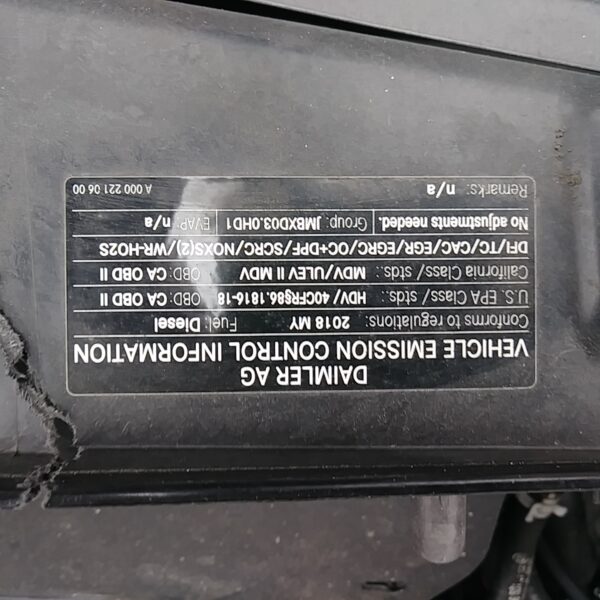 DAIMLER AG
VEHICLE EMISSION CONTROL INFORMATION
Conforms to regulations: 2018 MY Fuel: Diesel
U.S. EPA Class/ stds.: HDV/ 40CFR§86.1816-18 OBD: CA OBD II
California Class/ stds.: MDV/ULEV II MDV OBD: CA OBD II
DFI/TC/CAC/EGR/EGRC/OC+DPF/SCRC/NOXS(2)/WR-HO2S
No adjustments needed. Group: JMBXD03.0HD1 EVAP: n/a
Remarks: n/a A 000 221 06 00